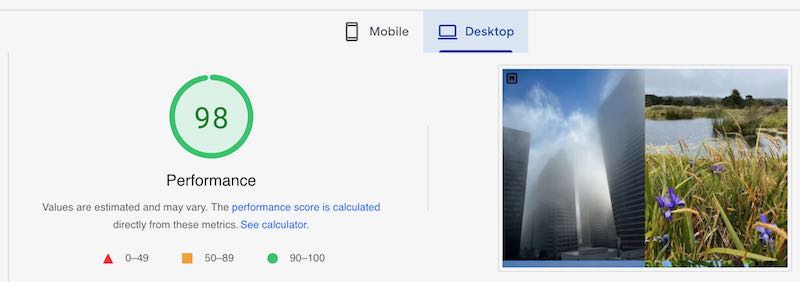 Mobile
Desktop
98
Performance
Values are estimated and may vary. The performance score is calculated
directly from these metrics. See calculator.
0–49
50–89
90–100